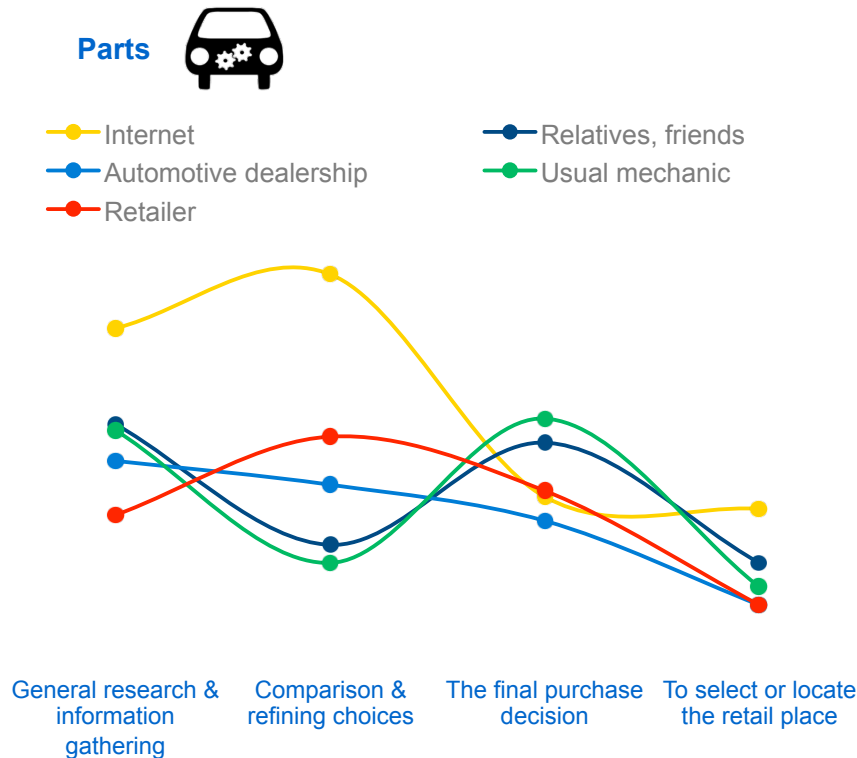 Parts
Internet
Relatives, friends
Automotive dealership
Usual mechanic
Retailer
General research &
information
gathering
Comparison &
refining choices
The final purchase
decision
To select or locate
the retail place